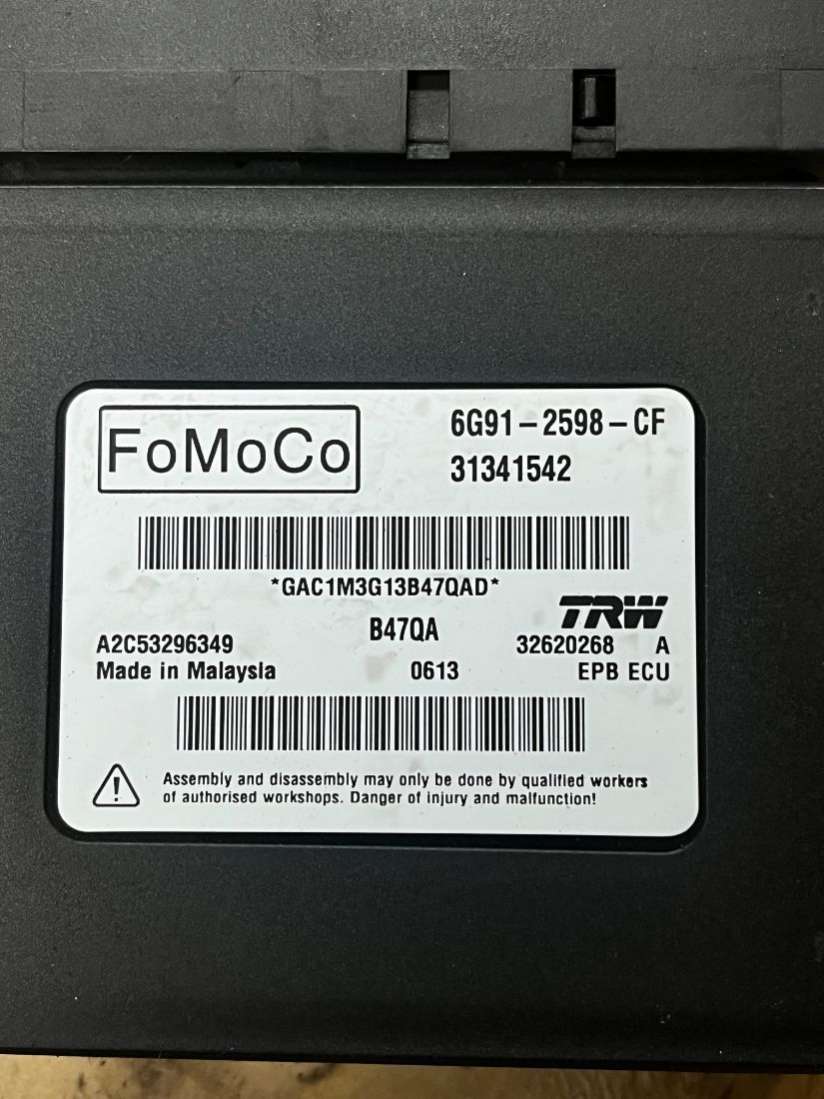 FoMoCo
6G91-2598-CF
31341542
*GAC1M3G13B47QAD*
TRW
B47QA
A2C53296349
32620268 A
Made in Malaysia
0613
EPB ECU
Assembly and disassembly may only be done by qualified workers
of authorised workshops. Danger of injury and malfunction!